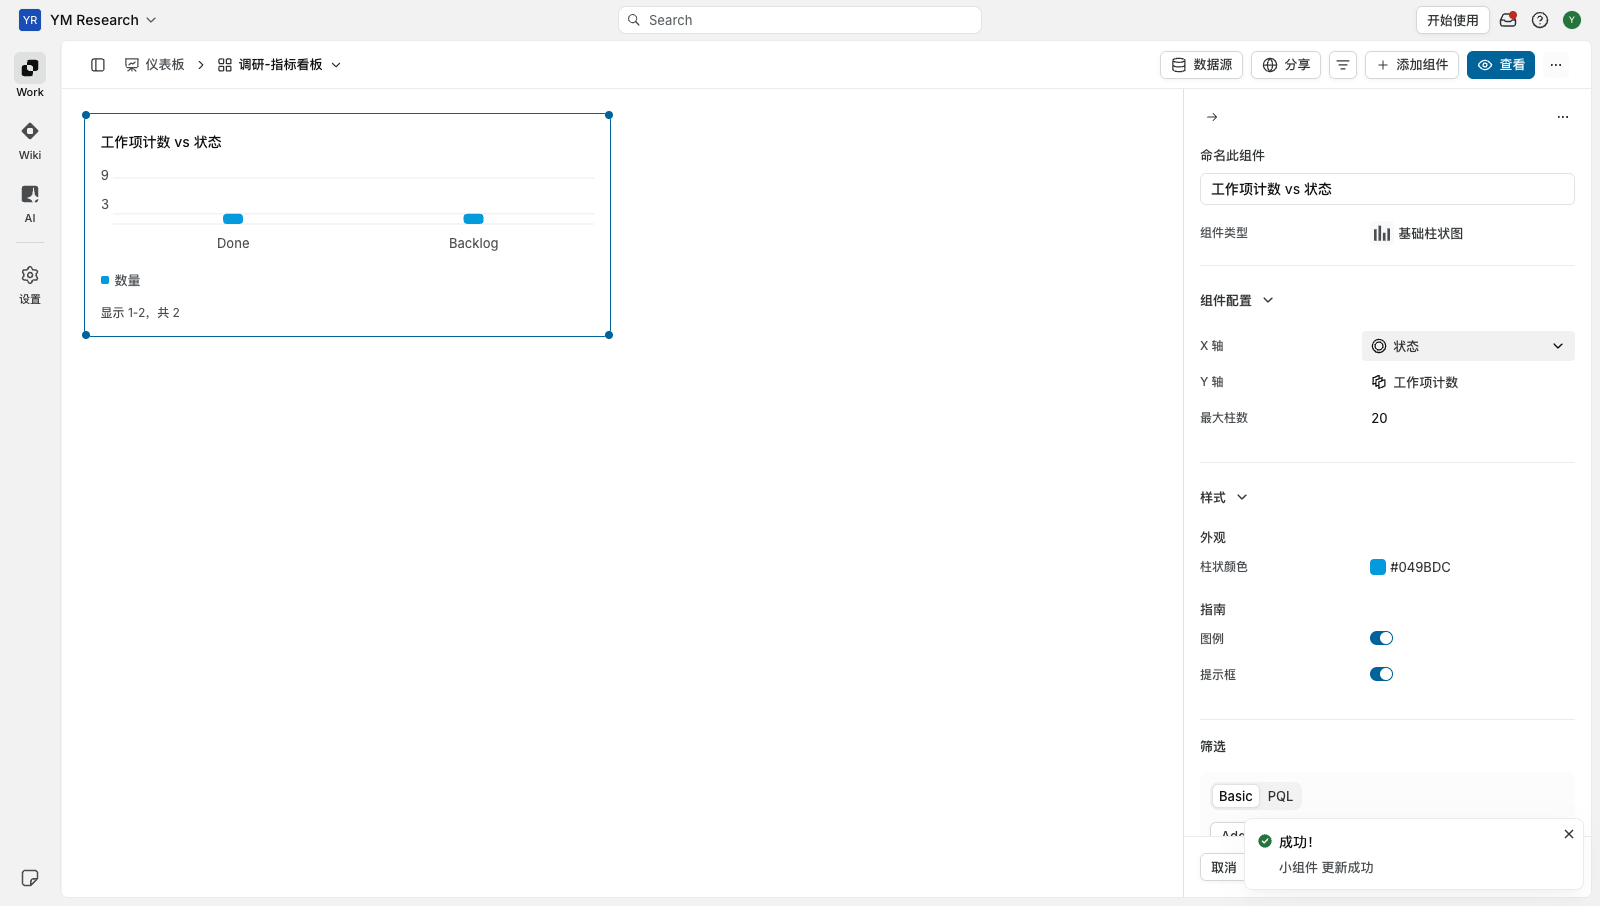 YR YM Research
Search
开始使用
Y
Work
Wiki
AI
设置
仪表板
调研-指标看板
数据源
分享
添加组件
查看
工作项计数 vs 状态
9
3
Done
Backlog
数量
显示 1-2，共 2
命名此组件
工作项计数 vs 状态
组件类型 基础柱状图
组件配置
X 轴 状态
Y 轴 工作项计数
最大柱数 20
样式
外观
柱状颜色 #049BDC
指南
图例
提示框
筛选
Basic PQL
取消
成功！
小组件 更新成功